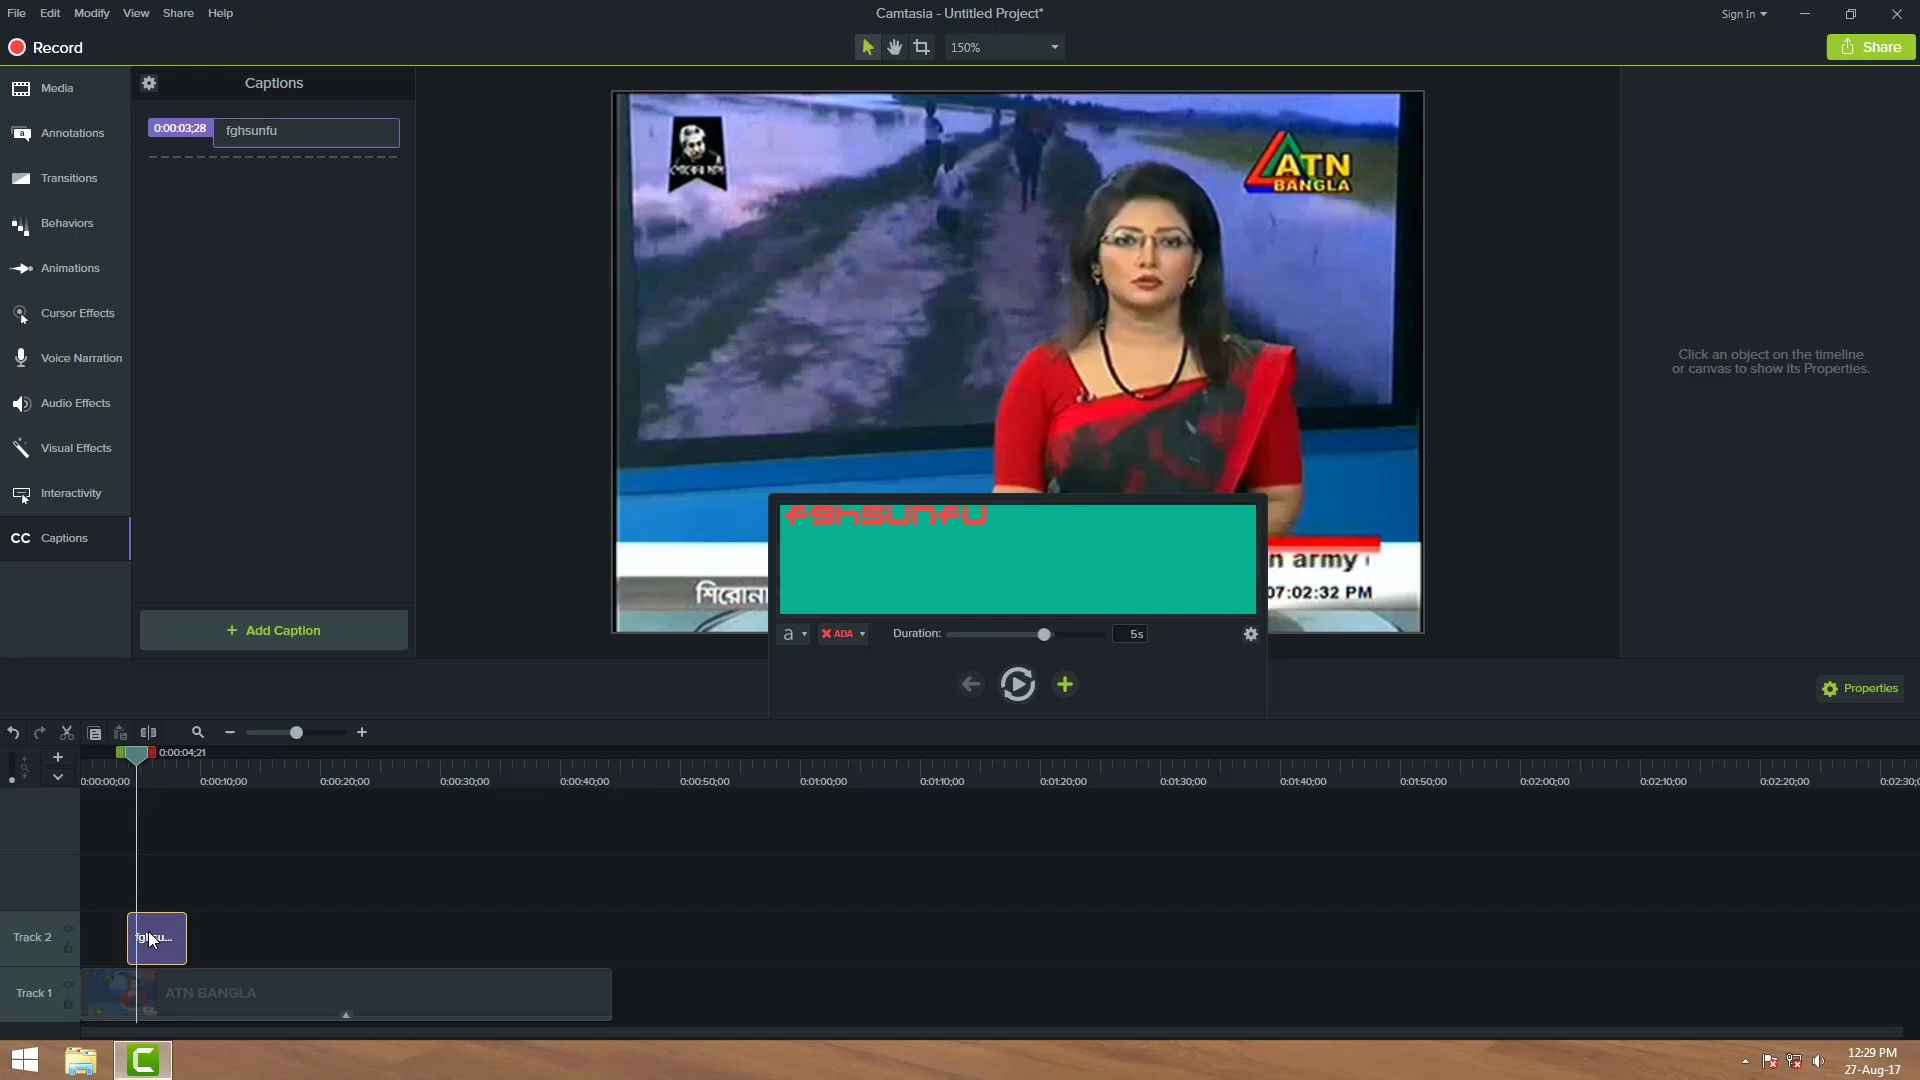 File Edit Modify View Share Help
Camtasia - Untitled Project*
Sign In
Record
150%
Share
Media
Annotations
Transitions
Behaviors
Animations
Cursor Effects
Voice Narration
Audio Effects
Visual Effects
Interactivity
CC Captions
Captions
0:00:03;28 fghsunfu
+ Add Caption
শোকের মাস
ATN
BANGLA
n army
শিরোনা
07:02:32 PM
fghsunfu
a ADA Duration: 5s
Click an object on the timeline
or canvas to show its Properties.
Properties
0:00:04;21
0:00:00;00 0:00:10;00 0:00:20;00 0:00:30;00 0:00:40;00 0:00:50;00 0:01:00;00 0:01:10;00 0:01:20;00 0:01:30;00 0:01:40;00 0:01:50;00 0:02:00;00 0:02:10;00 0:02:20;00 0:02:30;0
Track 2
Track 1 ATN BANGLA
12:29 PM
27-Aug-17